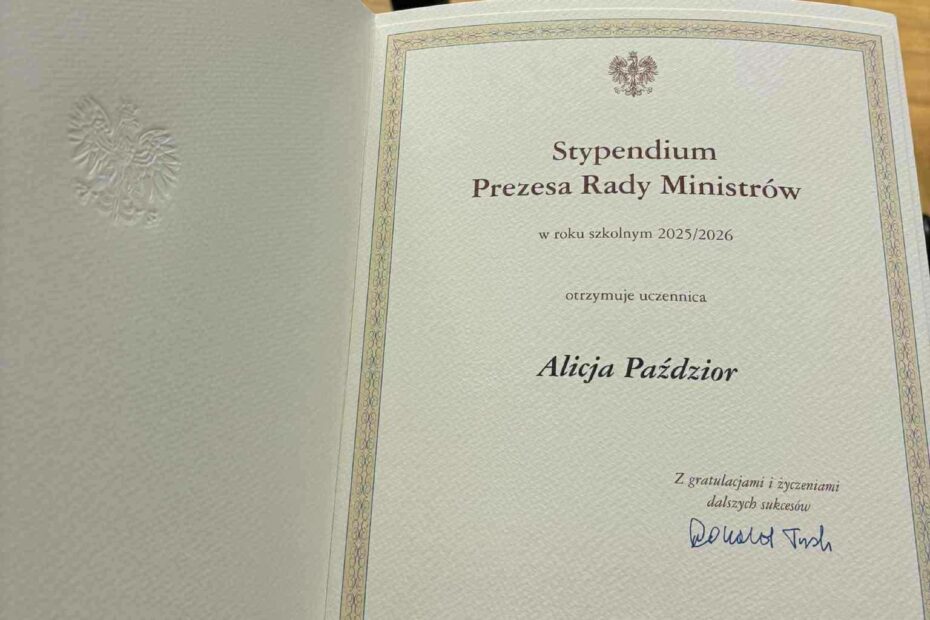 Stypendium
Prezesa Rady Ministrów
w roku szkolnym 2025/2026
otrzymuje uczennica
Alicja Paździor
Z gratulacjami i życzeniami
dalszych sukcesów
Donald Tusk